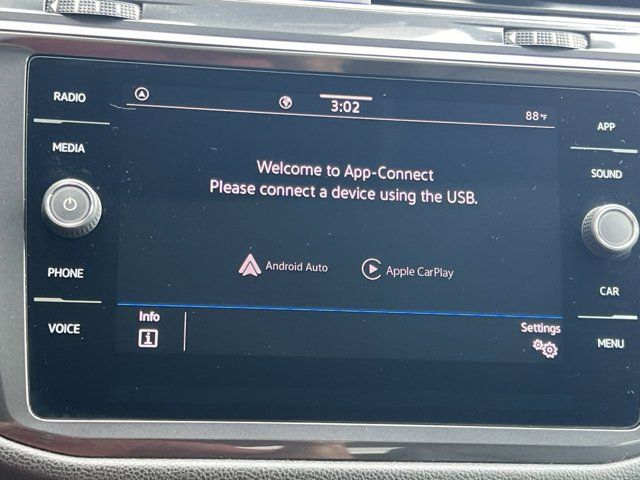 RADIO
MEDIA
PHONE
VOICE
3:02
88°F
Welcome to App-Connect
Please connect a device using the USB.
Android Auto
Apple CarPlay
Info
Settings
APP
SOUND
CAR
MENU